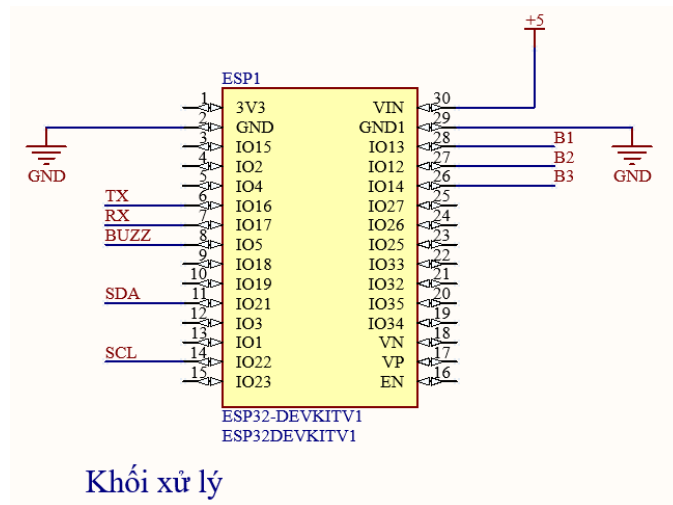 +5
ESP1
1 3V3 VIN 30
2 GND GND1 29
3 IO15 IO13 28 B1
4 IO2 IO12 27 B2
5 IO4 IO14 26 B3
GND GND
TX 6 IO16 IO27 25
RX 7 IO17 IO26 24
BUZZ 8 IO5 IO25 23
9 IO18 IO33 22
10 IO19 IO32 21
SDA 11 IO21 IO35 20
12 IO3 IO34 19
13 IO1 VN 18
SCL 14 IO22 VP 17
15 IO23 EN 16
ESP32-DEVKITV1
ESP32DEVKITV1
Khối xử lý